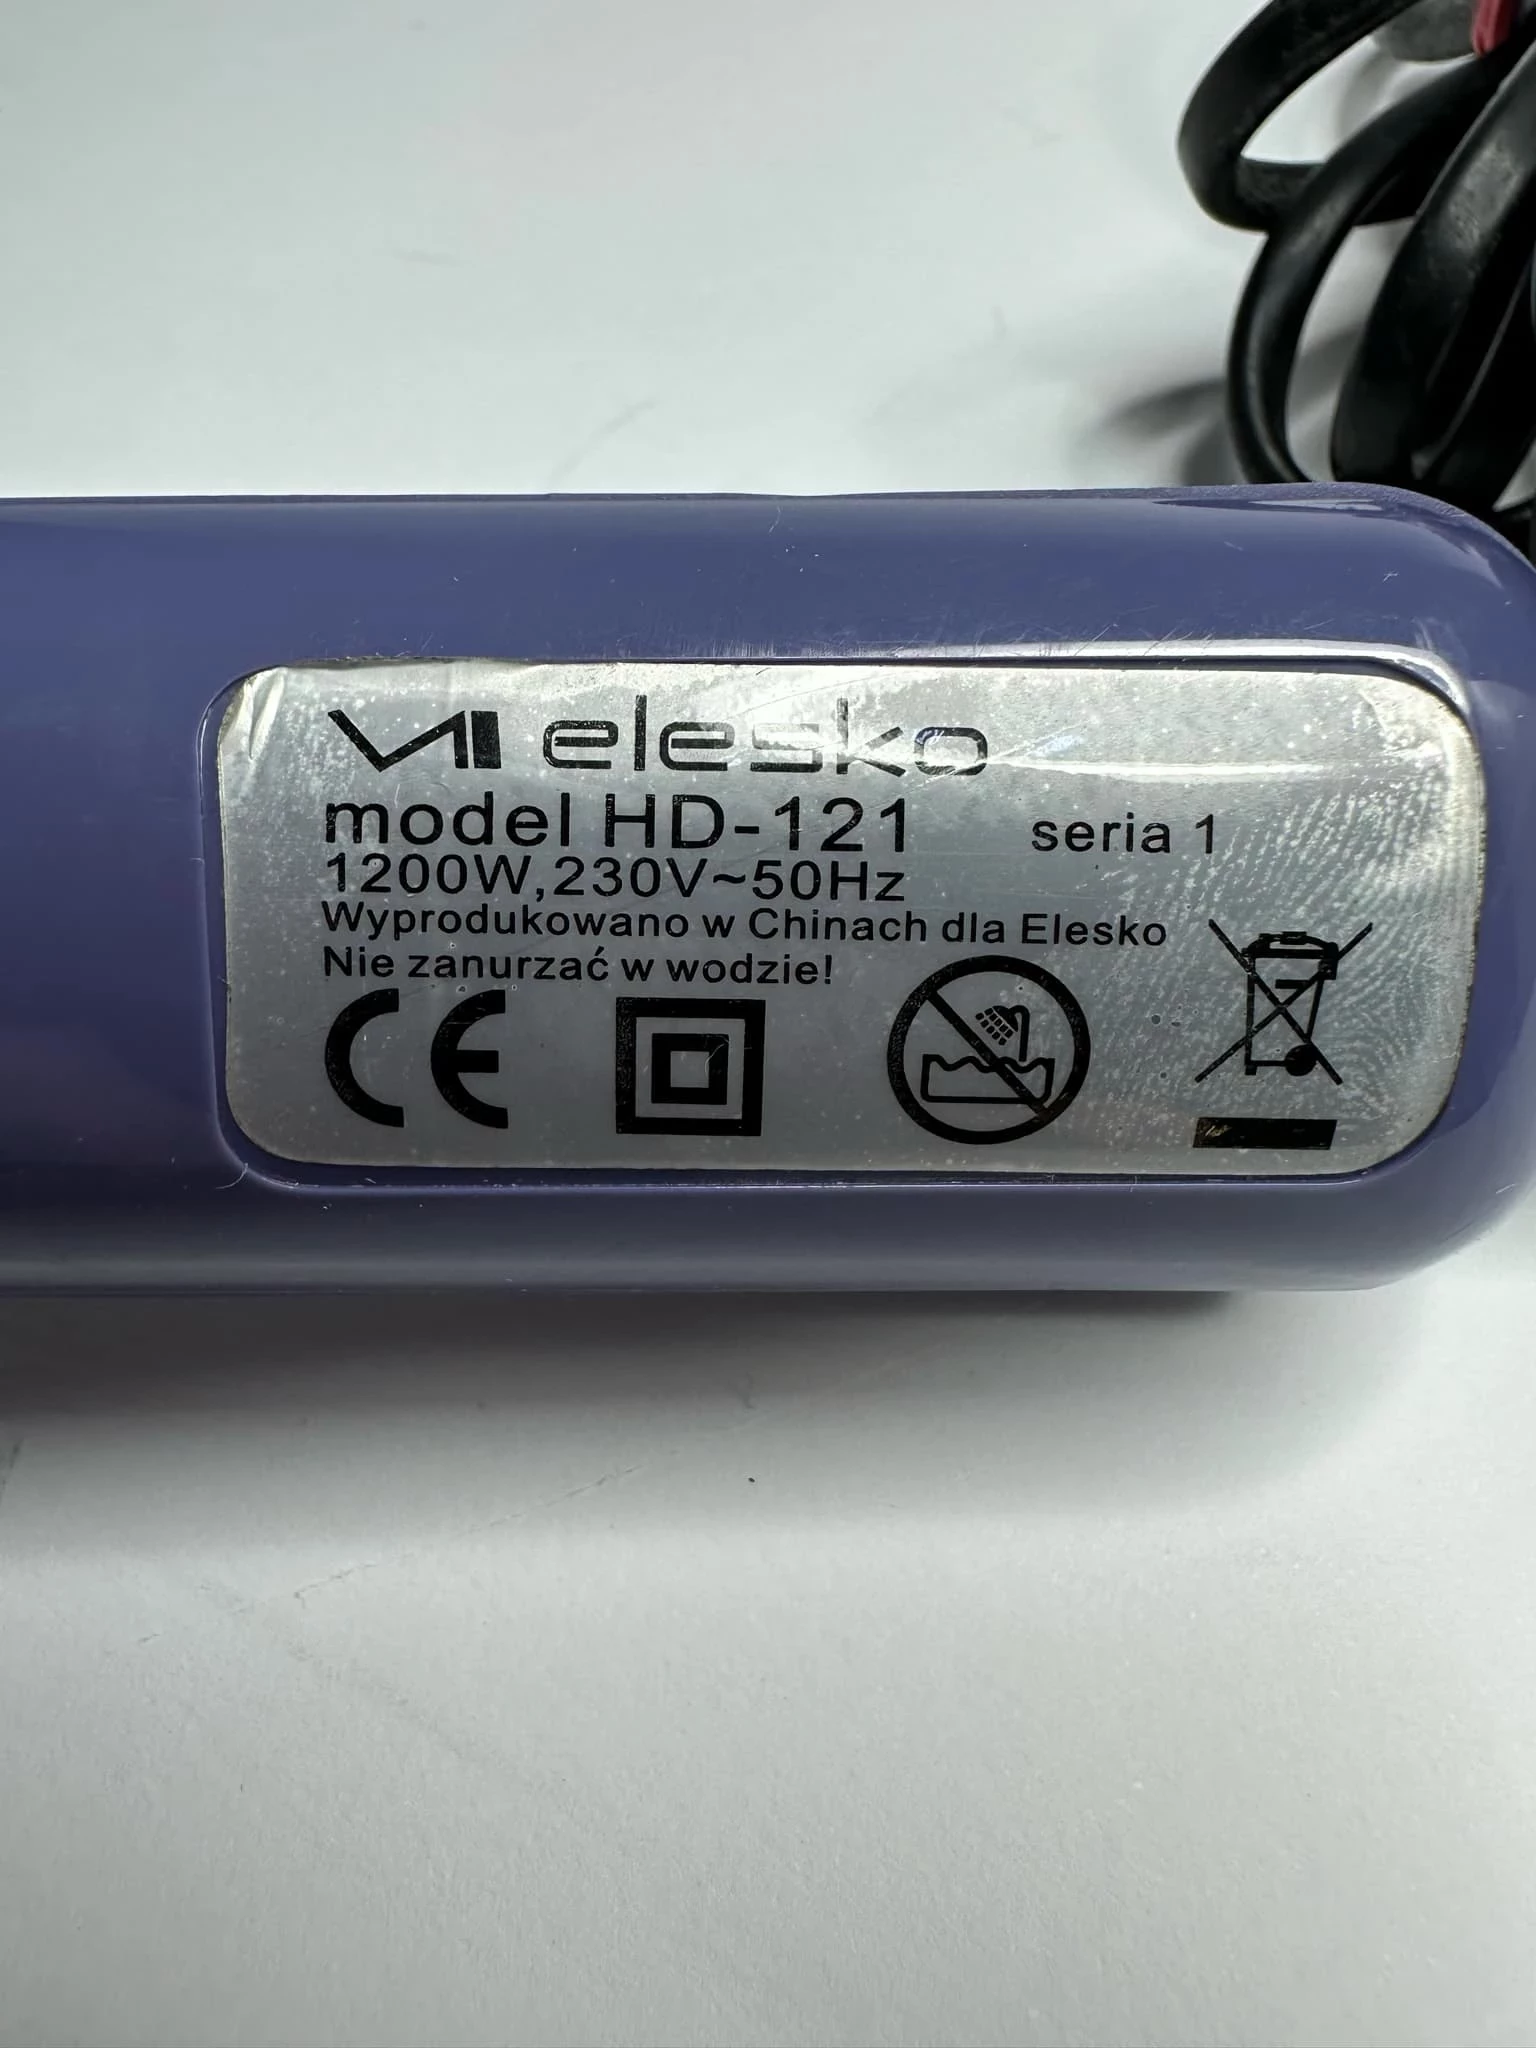 elesko
model HD-121 seria 1
1200W,230V~50Hz
Wyprodukowano w Chinach dla Elesko
Nie zanurzać w wodzie!
CE